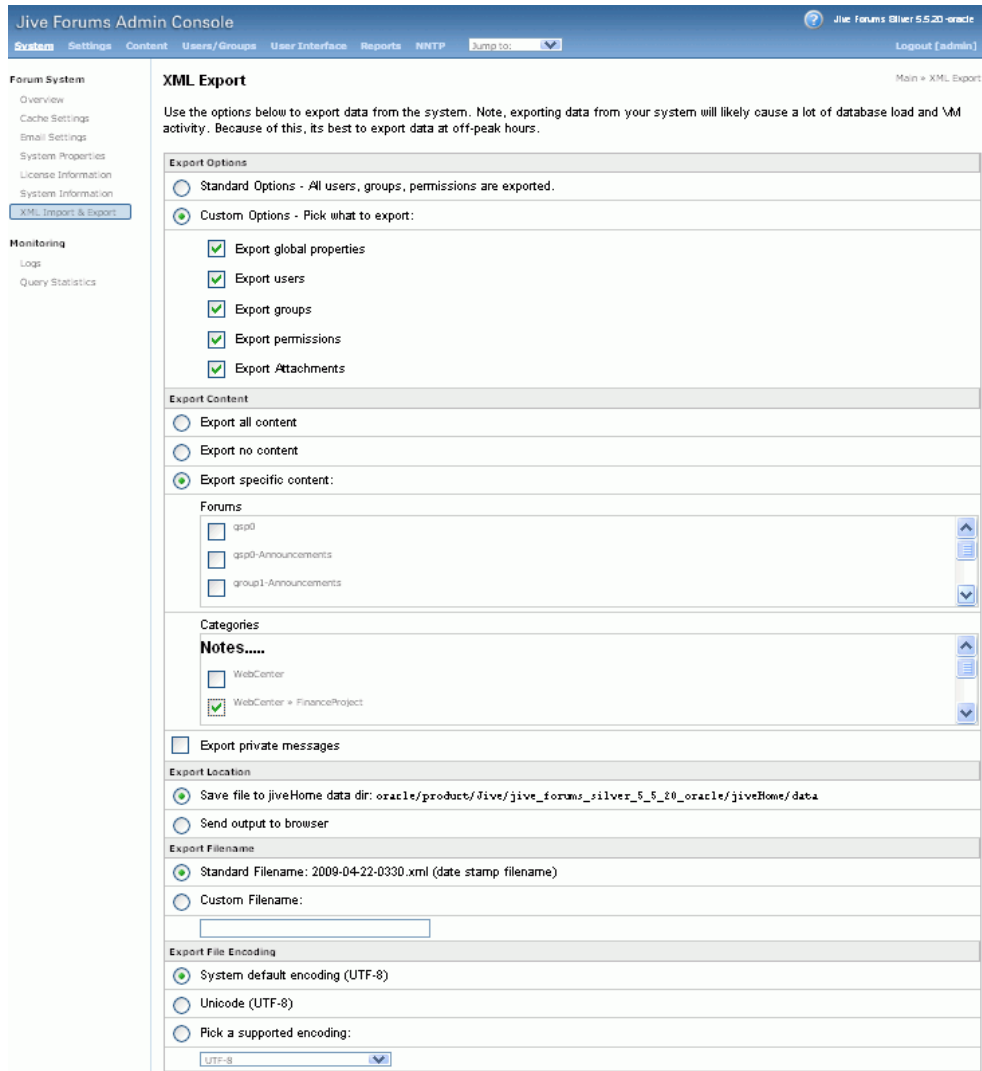 Jive Forums Admin Console
Jive Forums Silver 5.5.20-oracle
System Settings Content Users/Groups User Interface Reports NNTP Jump to:
Logout [admin]
Forum System
Overview
Cache Settings
Email Settings
System Properties
License Information
System Information
XML Import & Export
Monitoring
Logs
Query Statistics
XML Export
Main » XML Export
Use the options below to export data from the system. Note, exporting data from your system will likely cause a lot of database load and VM
activity. Because of this, its best to export data at off-peak hours.
Export Options
Standard Options - All users, groups, permissions are exported.
Custom Options - Pick what to export:
Export global properties
Export users
Export groups
Export permissions
Export Attachments
Export Content
Export all content
Export no content
Export specific content:
Forums
gsp0
gsp0-Announcements
group1-Announcements
Categories
Notes.....
WebCenter
WebCenter » FinanceProject
Export private messages
Export Location
Save file to jiveHome data dir: oracle/product/Jive/jive_forums_silver_5_5_20_oracle/jiveHome/data
Send output to browser
Export Filename
Standard Filename: 2009-04-22-0330.xml (date stamp filename)
Custom Filename:
Export File Encoding
System default encoding (UTF-8)
Unicode (UTF-8)
Pick a supported encoding:
UTF-8